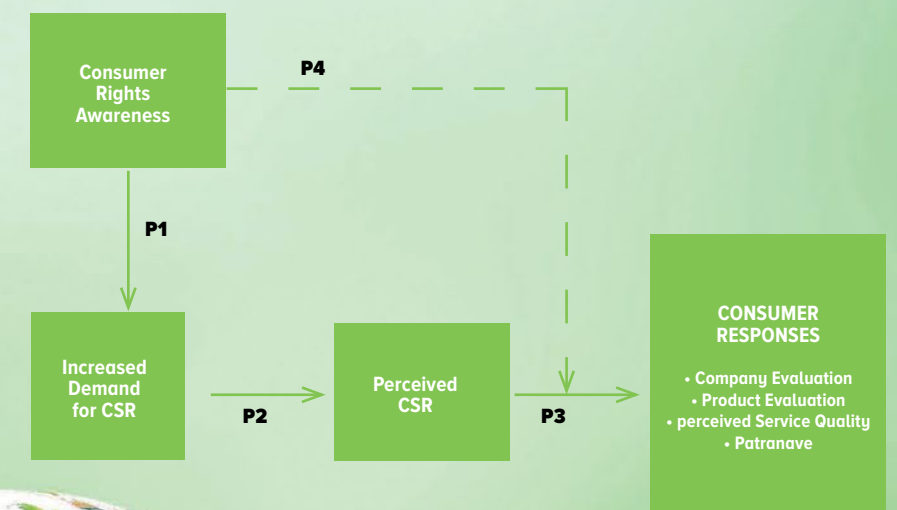 Consumer
Rights
Awareness
P4
P1
Increased
Demand
for CSR
P2
Perceived
CSR
P3
CONSUMER
RESPONSES
• Company Evaluation
• Product Evaluation
• perceived Service Quality
• Patranave